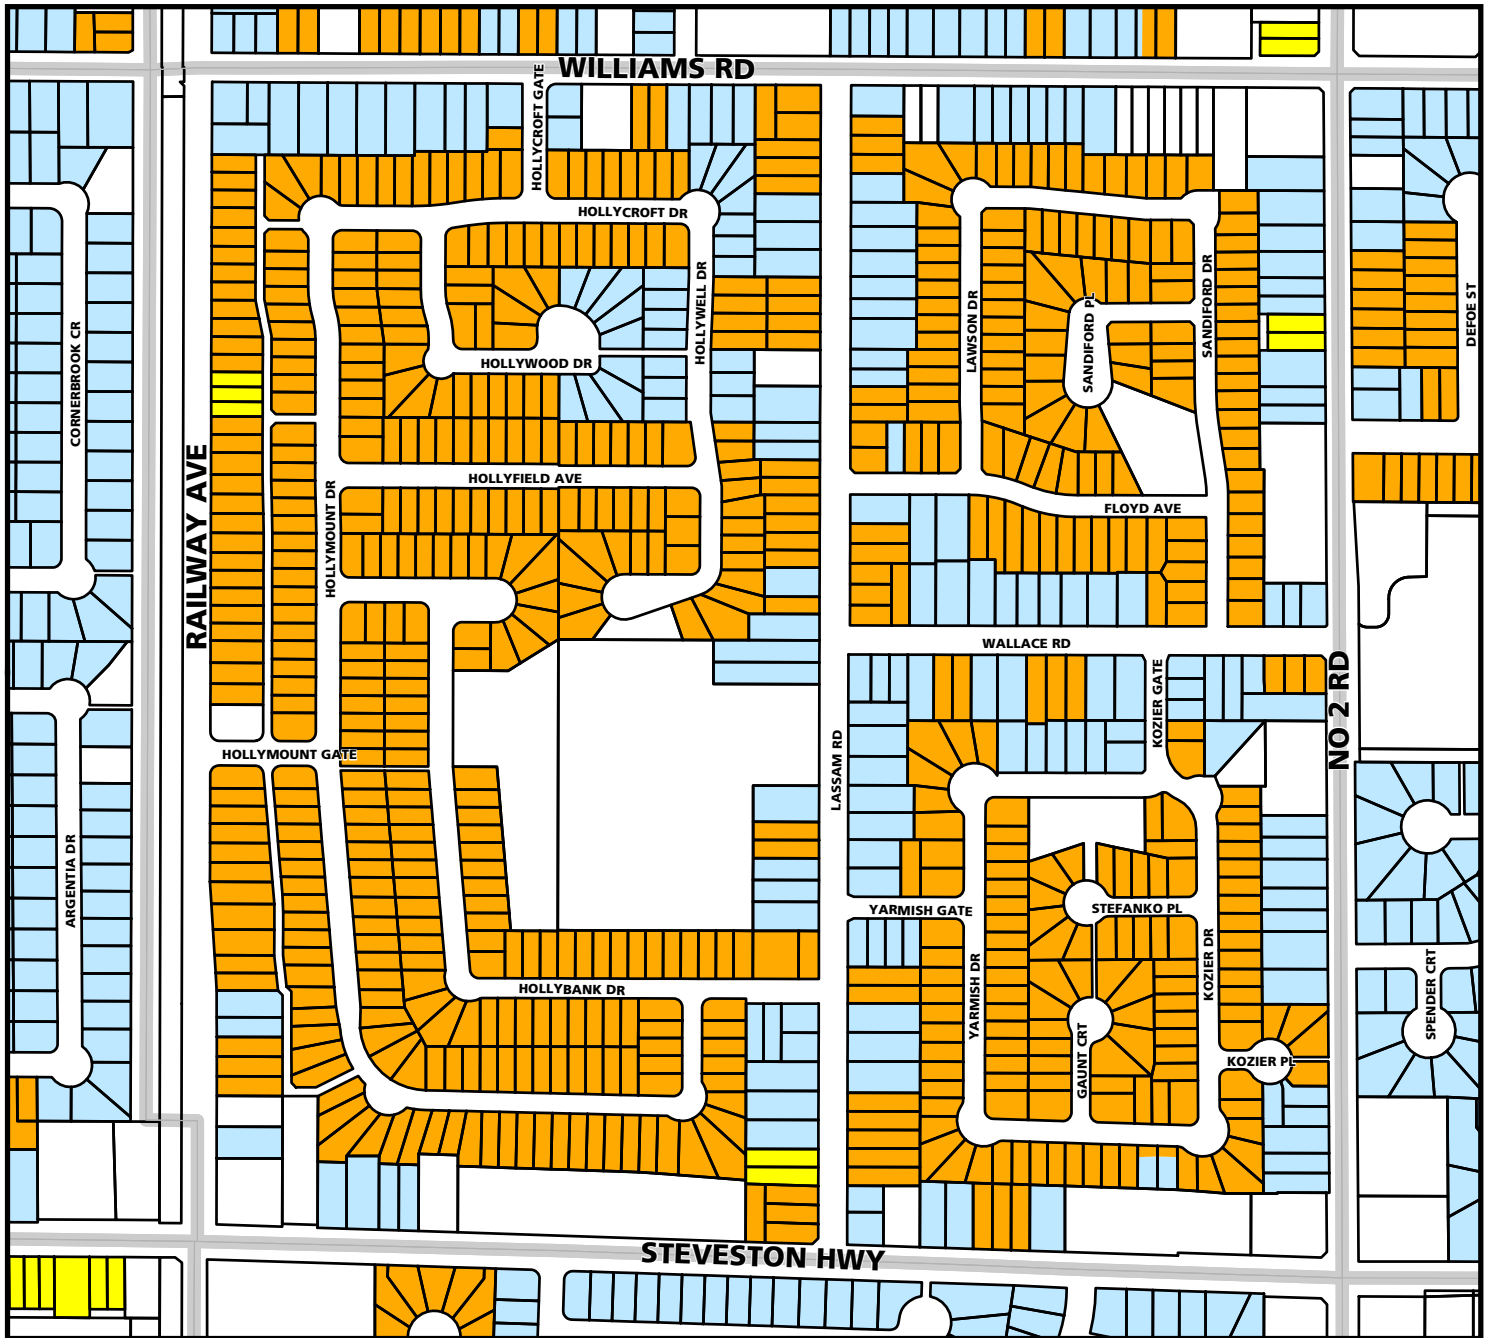 WILLIAMS RD
HOLLYCROFT GATE
HOLLYCROFT DR
HOLLYWELL DR
LAWSON DR
SANDIFORD PL
SANDIFORD DR
DEFOE ST
CORNERBROOK CR
HOLLYWOOD DR
RAILWAY AVE
HOLLYMOUNT DR
HOLLYFIELD AVE
FLOYD AVE
WALLACE RD
KOZIER GATE
NO 2 RD
HOLLYMOUNT GATE
LASSAM RD
ARGENTIA DR
YARMISH GATE
STEFANKO PL
YARMISH DR
KOZIER DR
SPENDER CRT
HOLLYBANK DR
GAUNT CRT
KOZIER PL
STEVESTON HWY